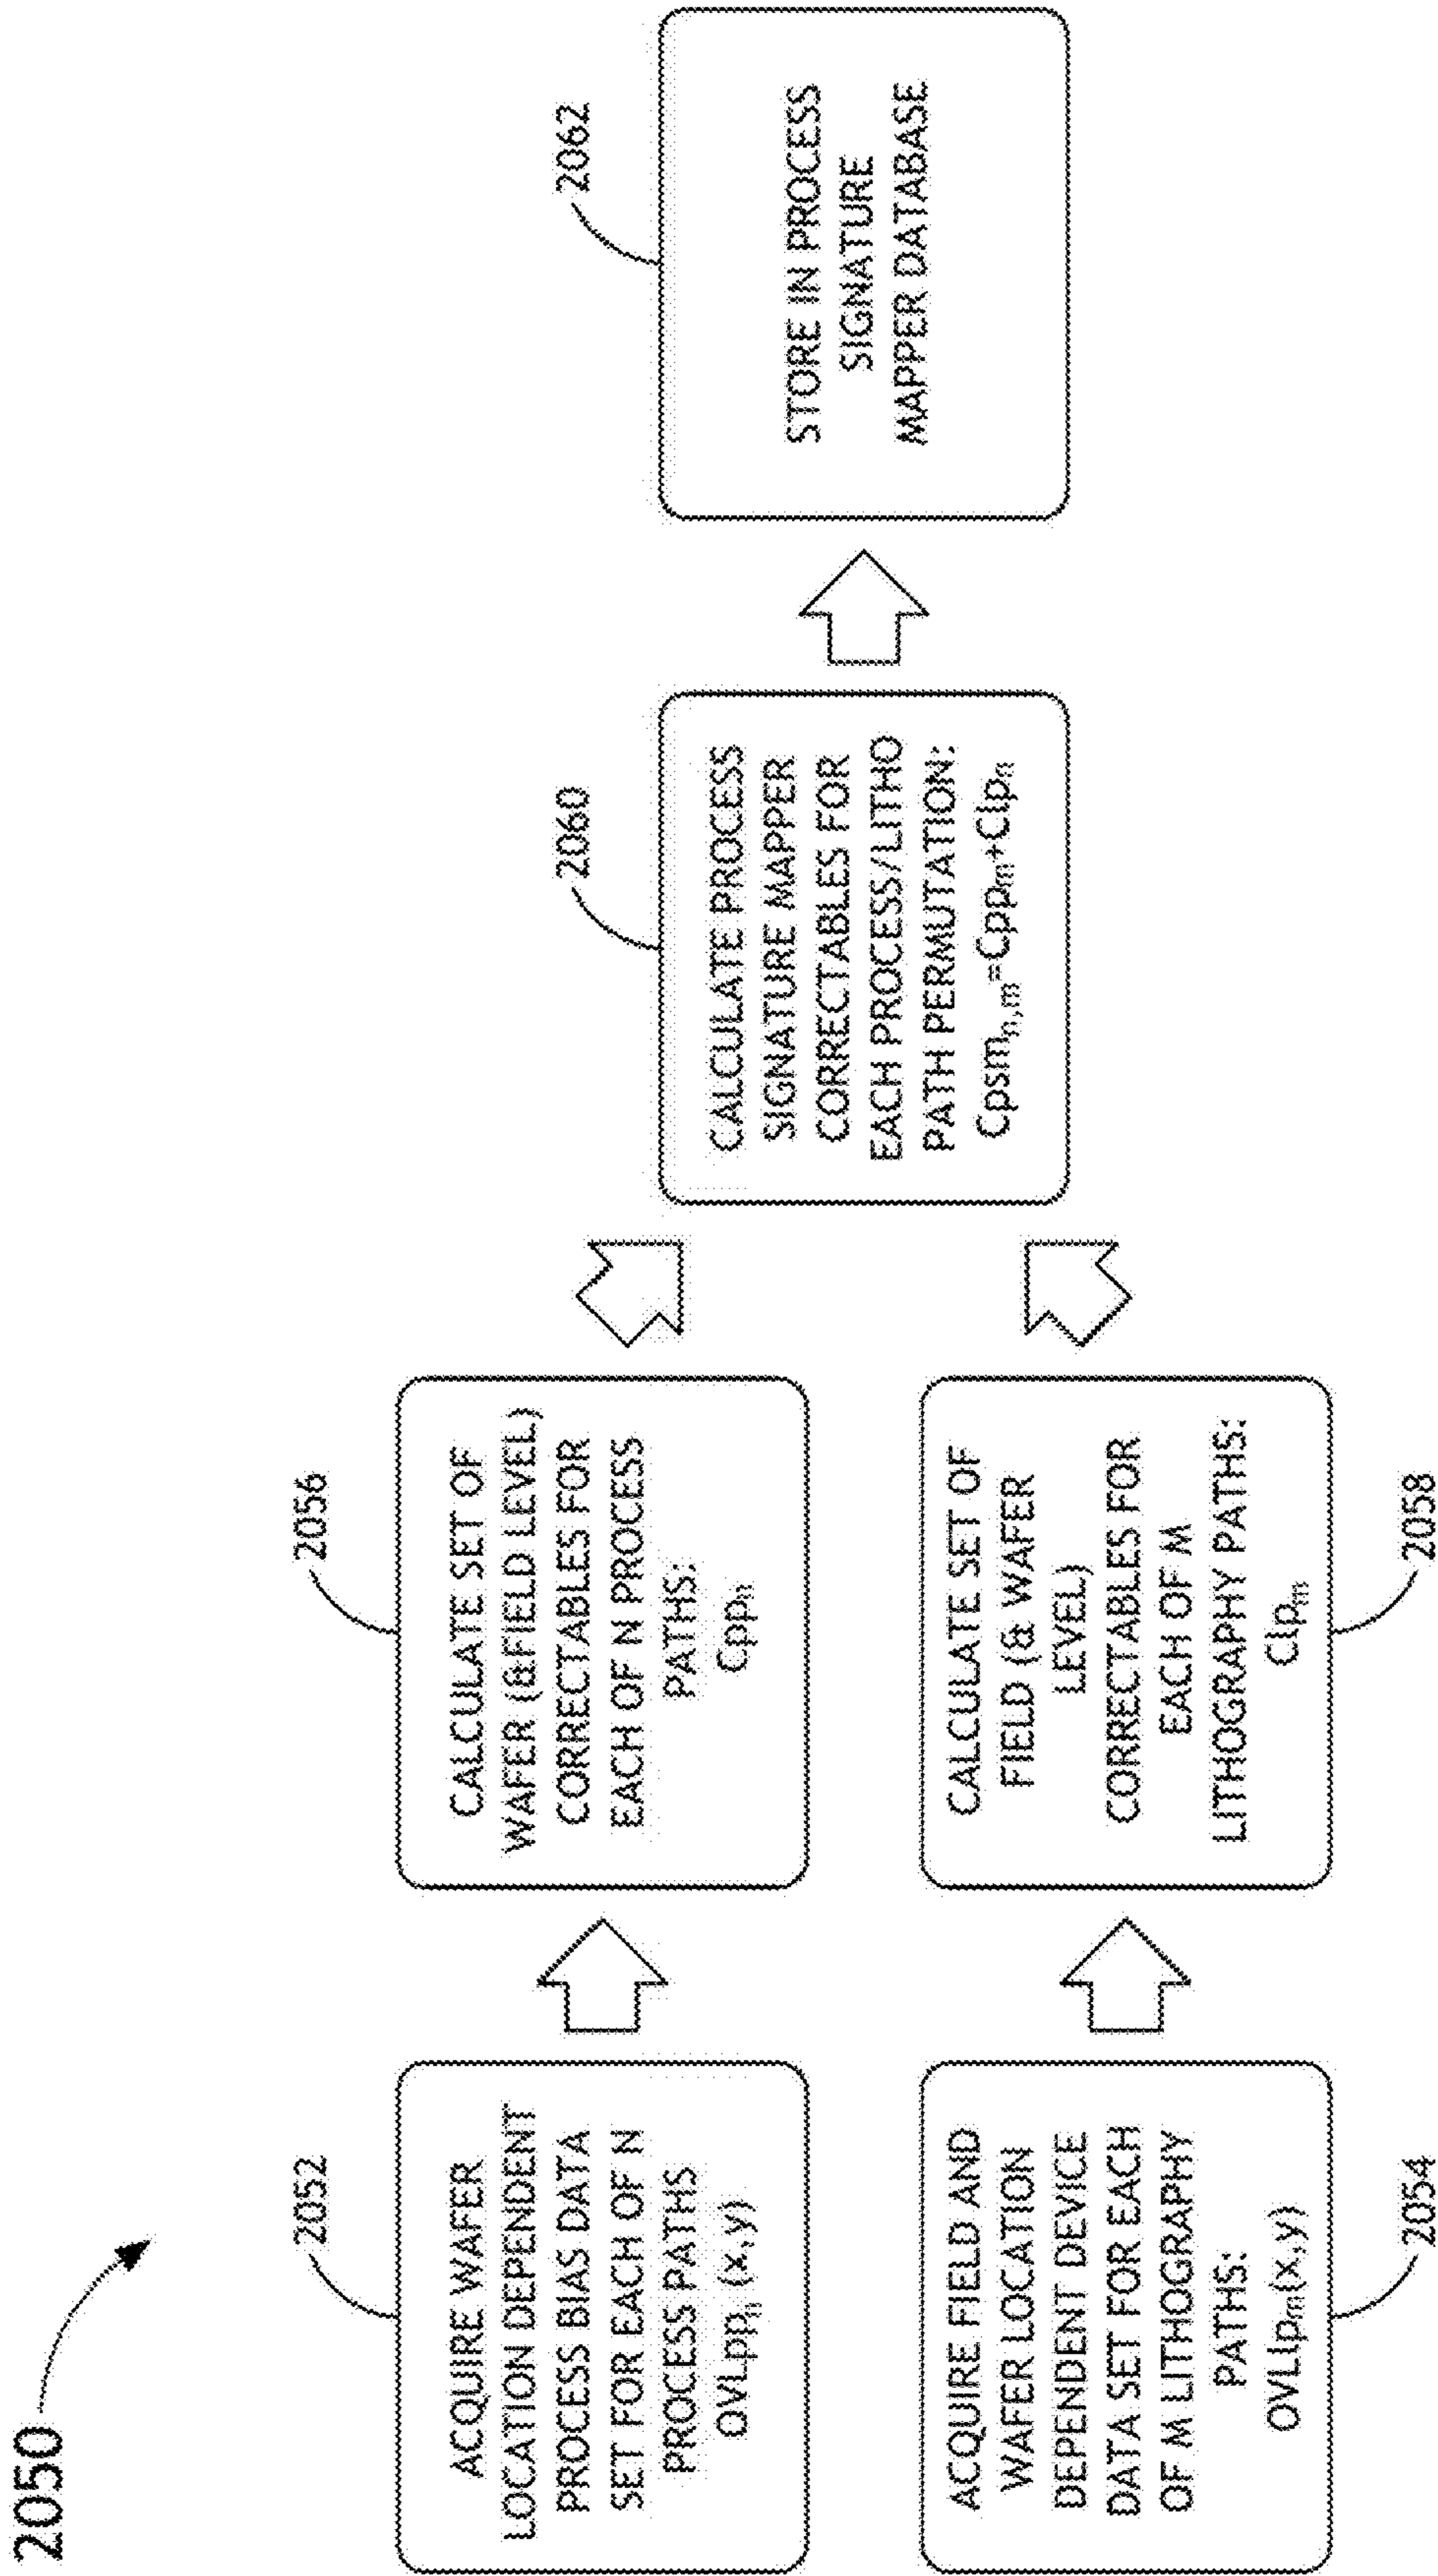 2050
2052
ACQUIRE WAFER
LOCATION DEPENDENT
PROCESS BIAS DATA
SET FOR EACH OF N
PROCESS PATHS
OVLppn (x,y)
2056
CALCULATE SET OF
WAFER (&FIELD LEVEL)
CORRECTABLES FOR
EACH OF N PROCESS
PATHS:
Cppn
2054
ACQUIRE FIELD AND
WAFER LOCATION
DEPENDENT DEVICE
DATA SET FOR EACH
OF M LITHOGRAPHY
PATHS:
OVLlpm(x,y)
2058
CALCULATE SET OF
FIELD (& WAFER
LEVEL)
CORRECTABLES FOR
EACH OF M
LITHOGRAPHY PATHS:
Clpm
2060
CALCULATE PROCESS
SIGNATURE MAPPER
CORRECTABLES FOR
EACH PROCESS/LITHO
PATH PERMUTATION:
Cpsmn,m=Cppm+Clpn
2062
STORE IN PROCESS
SIGNATURE
MAPPER DATABASE